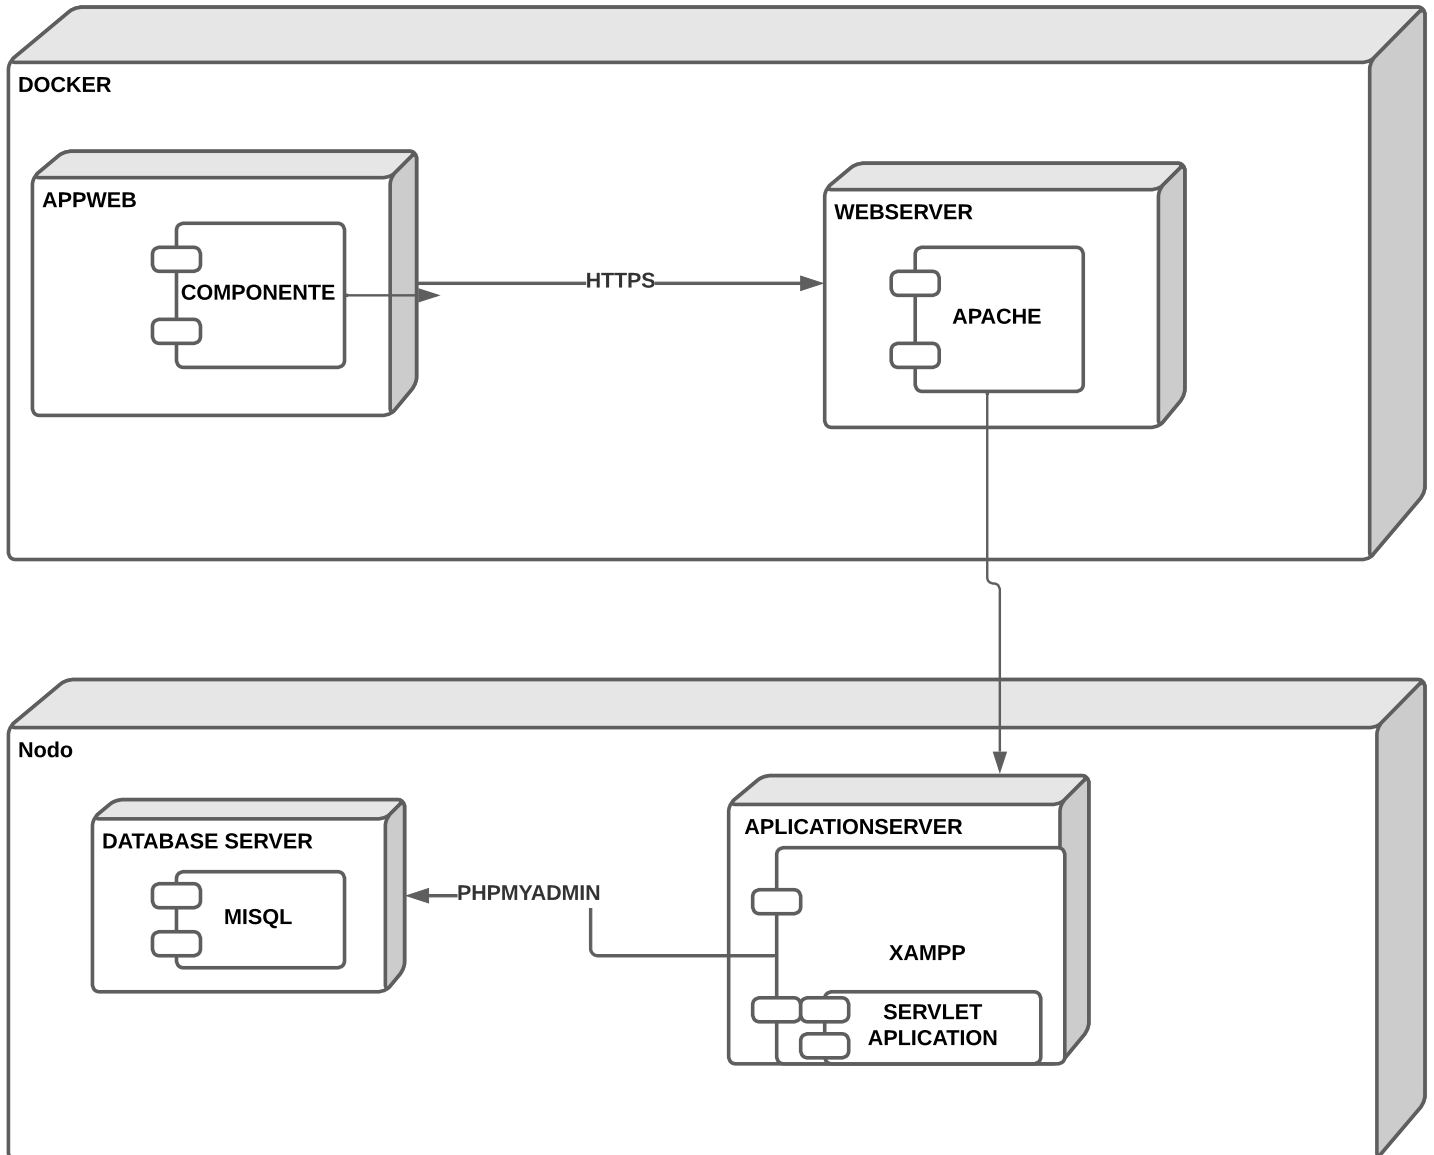 DOCKER
APPWEB
COMPONENTE
HTTPS
WEBSERVER
APACHE
Nodo
DATABASE SERVER
MISQL
PHPMYADMIN
APLICATIONSERVER
XAMPP
SERVLET
APLICATION